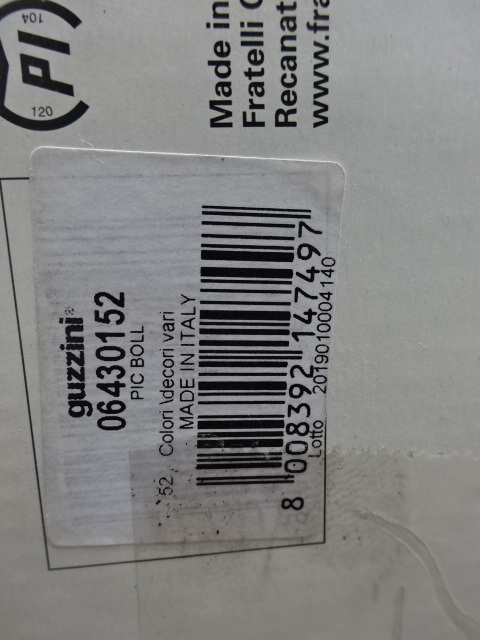 104
PI
120
Made in
Fratelli
Recanat
www.fra
guzzini®
06430152
PIC BOLL
52, Colori \decori vari
MADE IN ITALY
8 008392 147497
Lotto 2019010004140